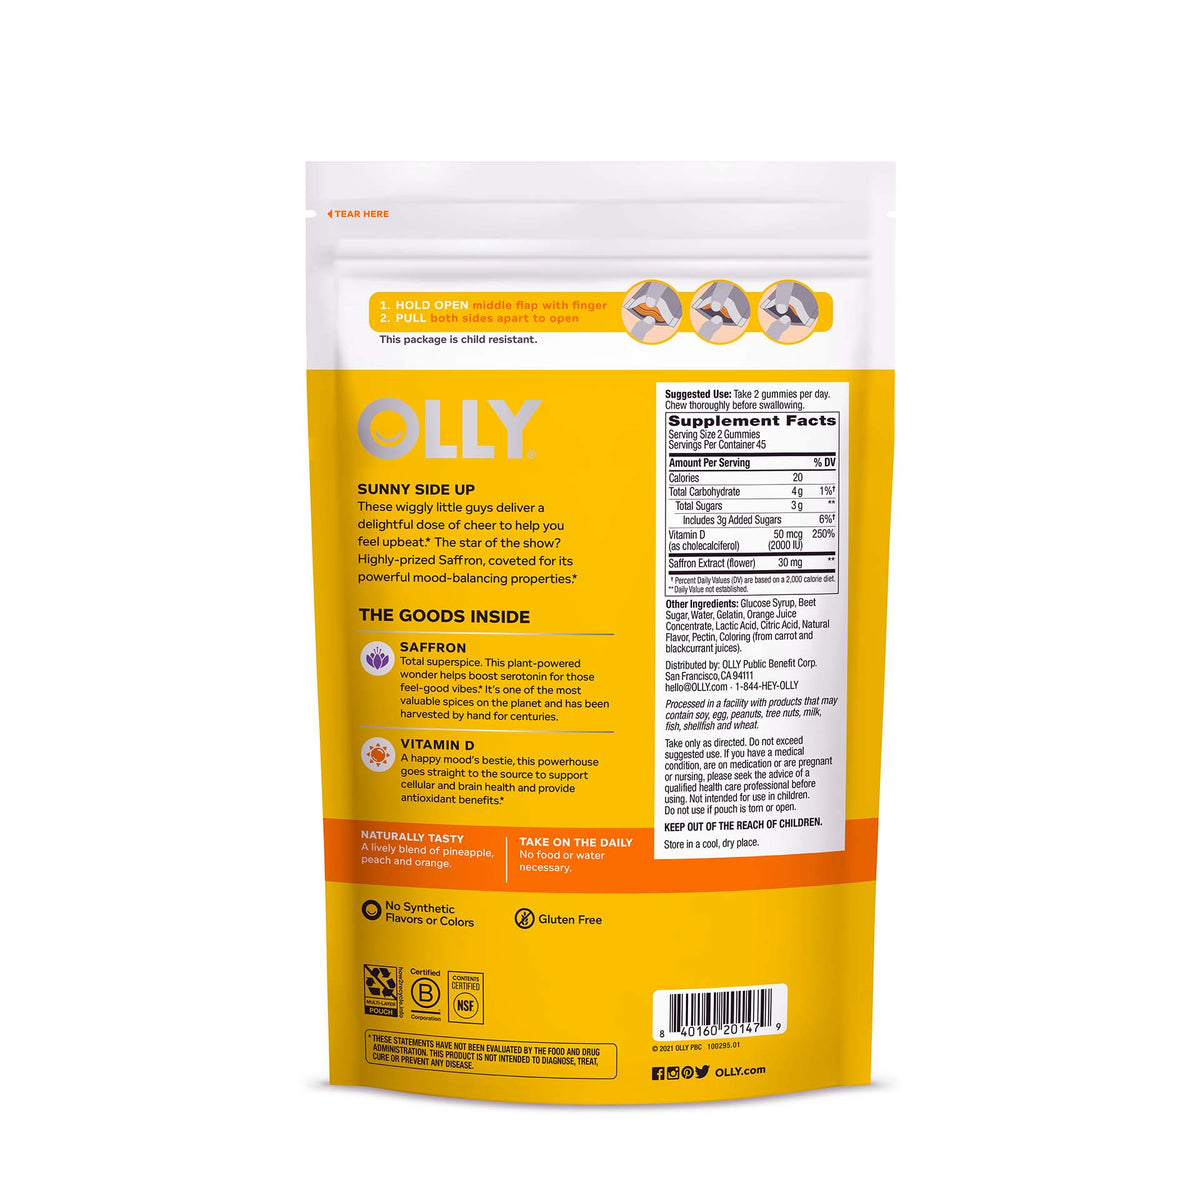 TEAR HERE
1. HOLD OPEN middle flap with finger
2. PULL both sides apart to open
This package is child resistant.
OLLY®
SUNNY SIDE UP
These wiggly little guys deliver a
delightful dose of cheer to help you
feel upbeat.* The star of the show?
Highly-prized Saffron, coveted for its
powerful mood-balancing properties.*
THE GOODS INSIDE
SAFFRON
Total superspice. This plant-powered
wonder helps boost serotonin for those
feel-good vibes.* It's one of the most
valuable spices on the planet and has been
harvested by hand for centuries.
VITAMIN D
A happy mood's bestie, this powerhouse
goes straight to the source to support
cellular and brain health and provide
antioxidant benefits.*
NATURALLY TASTY
A lively blend of pineapple,
peach and orange.
TAKE ON THE DAILY
No food or water
necessary.
No Synthetic
Flavors or Colors
Gluten Free
MULTI-LAYER
POUCH
how2recycle.info
Certified
B
Corporation
CONTENTS
CERTIFIED
NSF
*THESE STATEMENTS HAVE NOT BEEN EVALUATED BY THE FOOD AND DRUG
ADMINISTRATION. THIS PRODUCT IS NOT INTENDED TO DIAGNOSE, TREAT,
CURE OR PREVENT ANY DISEASE.
Suggested Use: Take 2 gummies per day.
Chew thoroughly before swallowing.
Supplement Facts
Serving Size 2 Gummies
Servings Per Container 45
Amount Per Serving % DV
Calories 20
Total Carbohydrate 4 g 1%†
Total Sugars 3 g **
Includes 3g Added Sugars 6%†
Vitamin D 50 mcg 250%
(as cholecalciferol) (2000 IU)
Saffron Extract (flower) 30 mg **
† Percent Daily Values (DV) are based on a 2,000 calorie diet.
** Daily Value not established.
Other Ingredients: Glucose Syrup, Beet
Sugar, Water, Gelatin, Orange Juice
Concentrate, Lactic Acid, Citric Acid, Natural
Flavor, Pectin, Coloring (from carrot and
blackcurrant juices).
Distributed by: OLLY Public Benefit Corp.
San Francisco, CA 94111
hello@OLLY.com · 1-844-HEY-OLLY
Processed in a facility with products that may
contain soy, egg, peanuts, tree nuts, milk,
fish, shellfish and wheat.
Take only as directed. Do not exceed
suggested use. If you have a medical
condition, are on medication or are pregnant
or nursing, please seek the advice of a
qualified health care professional before
using. Not intended for use in children.
Do not use if pouch is torn or open.
KEEP OUT OF THE REACH OF CHILDREN.
Store in a cool, dry place.
8 40160 20147 9
© 2021 OLLY PBC 100295.01
OLLY.com